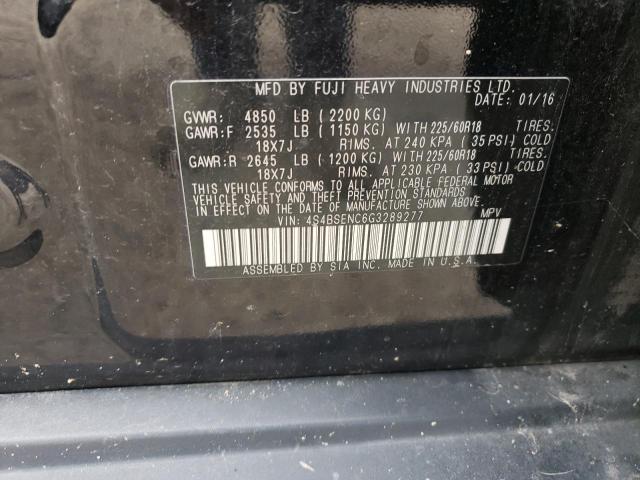 MFD BY FUJI HEAVY INDUSTRIES LTD.
DATE: 01/16
GVWR: 4850 LB (2200 KG)
GAWR:F 2535 LB (1150 KG) WITH 225/60R18 TIRES.
18X7J RIMS. AT 240 KPA (35 PSI) COLD
GAWR:R 2645 LB (1200 KG) WITH 225/60R18 TIRES.
18X7J RIMS. AT 230 KPA (33 PSI) COLD
THIS VEHICLE CONFORMS TO ALL APPLICABLE FEDERAL MOTOR
VEHICLE SAFETY, BUMPER, AND THEFT PREVENTION STANDARDS
IN EFFECT ON THE DATE OF MANUFACTURE SHOWN ABOVE.
VIN: 4S4BSENC6G3289277 MPV
ASSEMBLED BY SIA INC. MADE IN U.S.A.